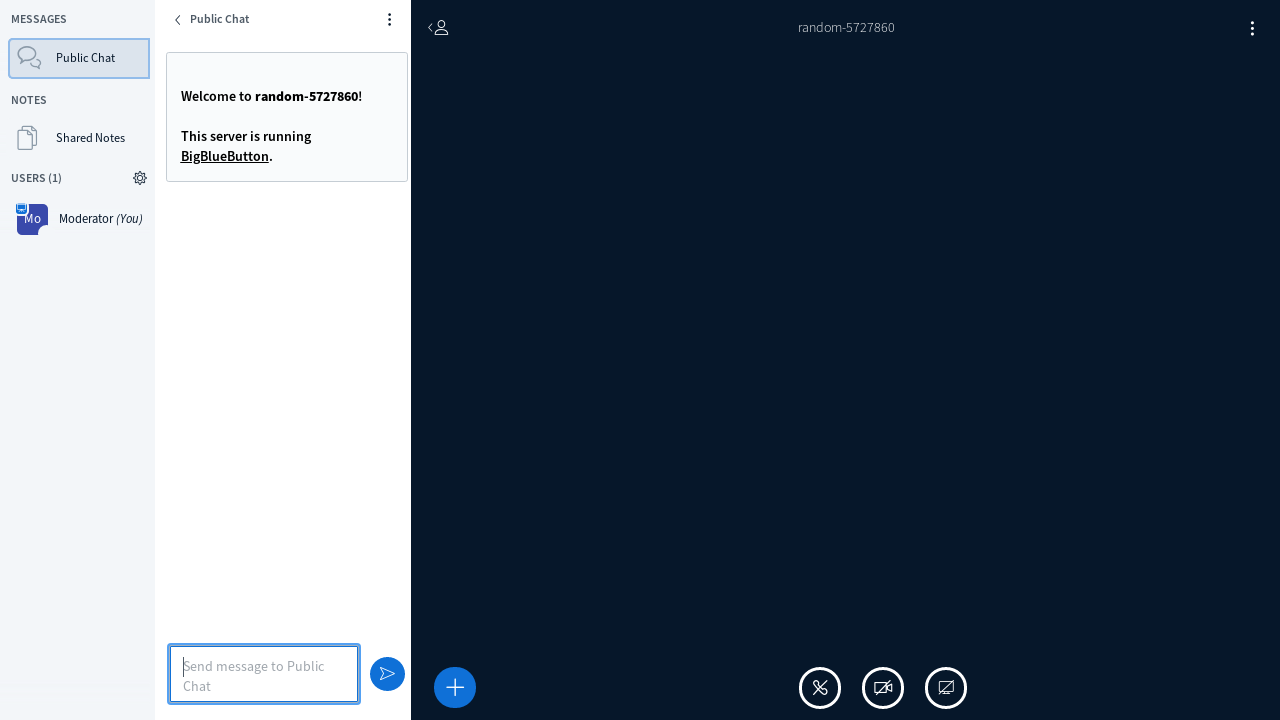 MESSAGES
Public Chat
NOTES
Shared Notes
USERS (1)
Mo
Moderator (You)
Public Chat
Welcome to random-5727860!
This server is running
BigBlueButton.
Send message to Public
Chat
random-5727860